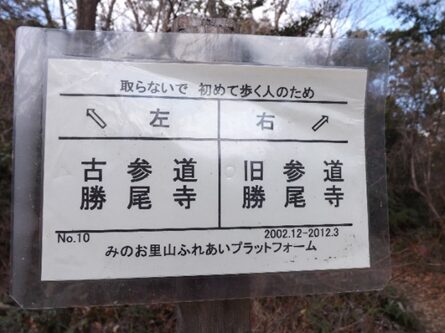 取らないで 初めて歩く人のため
左 右
古参道 旧参道
勝尾寺 勝尾寺
No.10 2002.12-2012.3
みのお里山ふれあいプラットフォーム